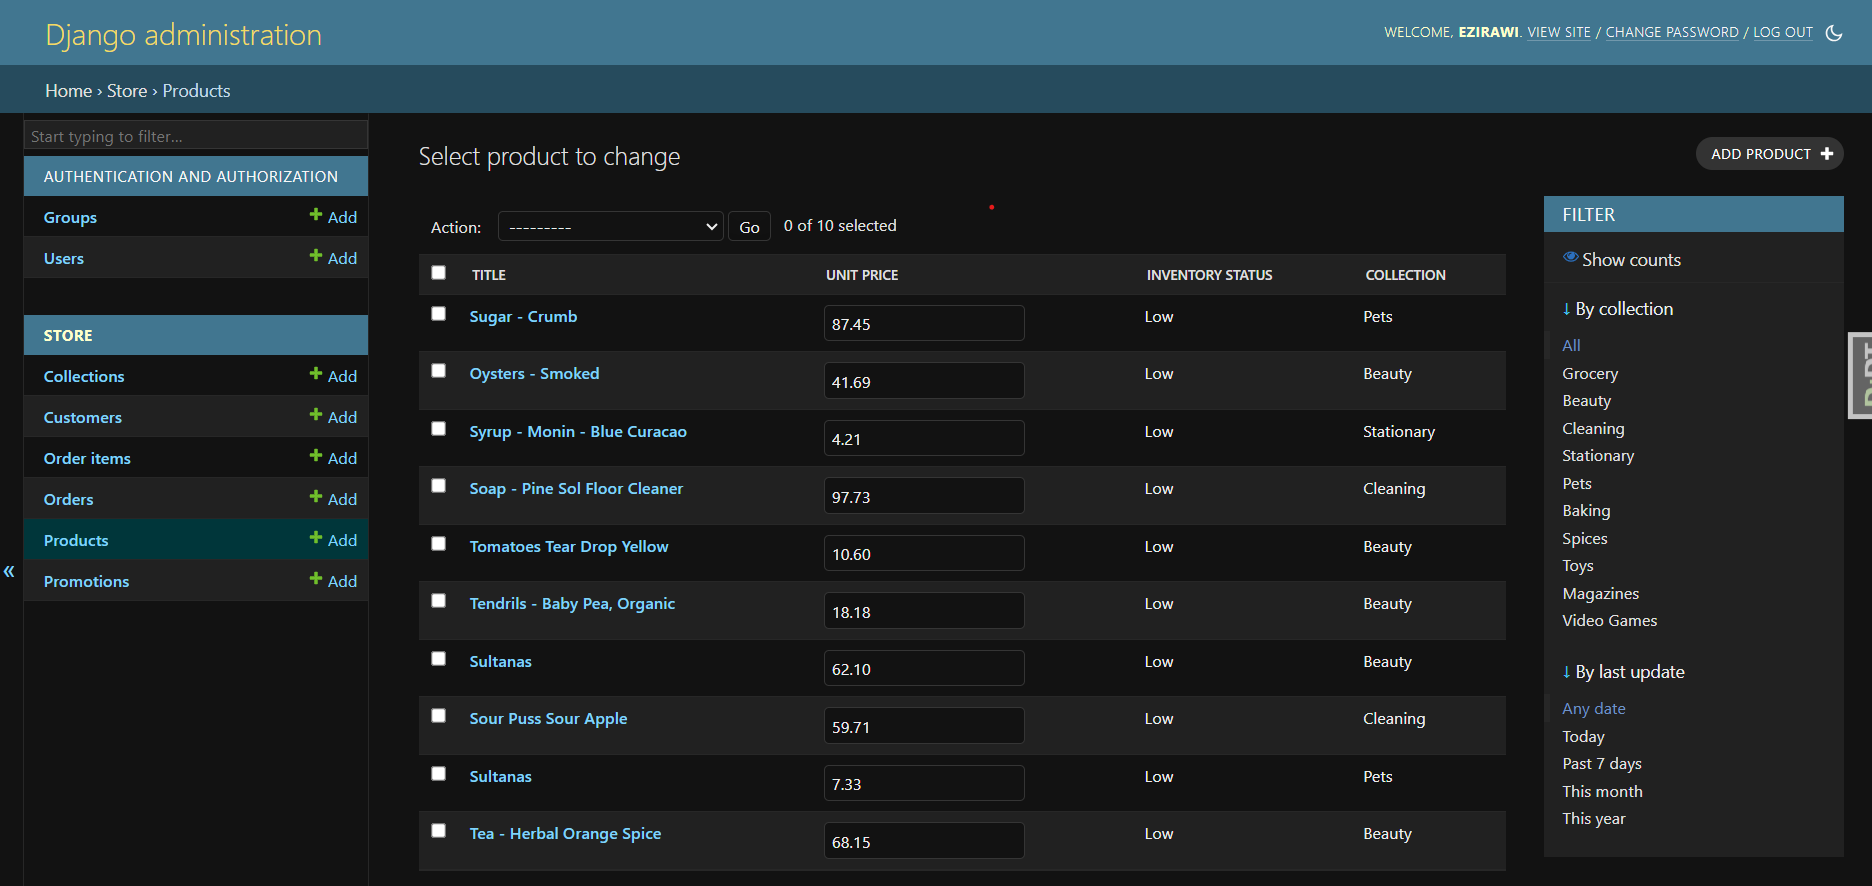 Django administration
WELCOME, EZIRAWI. VIEW SITE / CHANGE PASSWORD / LOG OUT
Home › Store › Products
Start typing to filter...
AUTHENTICATION AND AUTHORIZATION
Groups Add
Users Add
STORE
Collections Add
Customers Add
Order items Add
Orders Add
Products Add
Promotions Add
«
Select product to change
ADD PRODUCT +
Action: --------- Go 0 of 10 selected
TITLE UNIT PRICE INVENTORY STATUS COLLECTION
Sugar - Crumb 87.45 Low Pets
Oysters - Smoked 41.69 Low Beauty
Syrup - Monin - Blue Curacao 4.21 Low Stationary
Soap - Pine Sol Floor Cleaner 97.73 Low Cleaning
Tomatoes Tear Drop Yellow 10.60 Low Beauty
Tendrils - Baby Pea, Organic 18.18 Low Beauty
Sultanas 62.10 Low Beauty
Sour Puss Sour Apple 59.71 Low Cleaning
Sultanas 7.33 Low Pets
Tea - Herbal Orange Spice 68.15 Low Beauty
FILTER
Show counts
↓ By collection
All
Grocery
Beauty
Cleaning
Stationary
Pets
Baking
Spices
Toys
Magazines
Video Games
↓ By last update
Any date
Today
Past 7 days
This month
This year